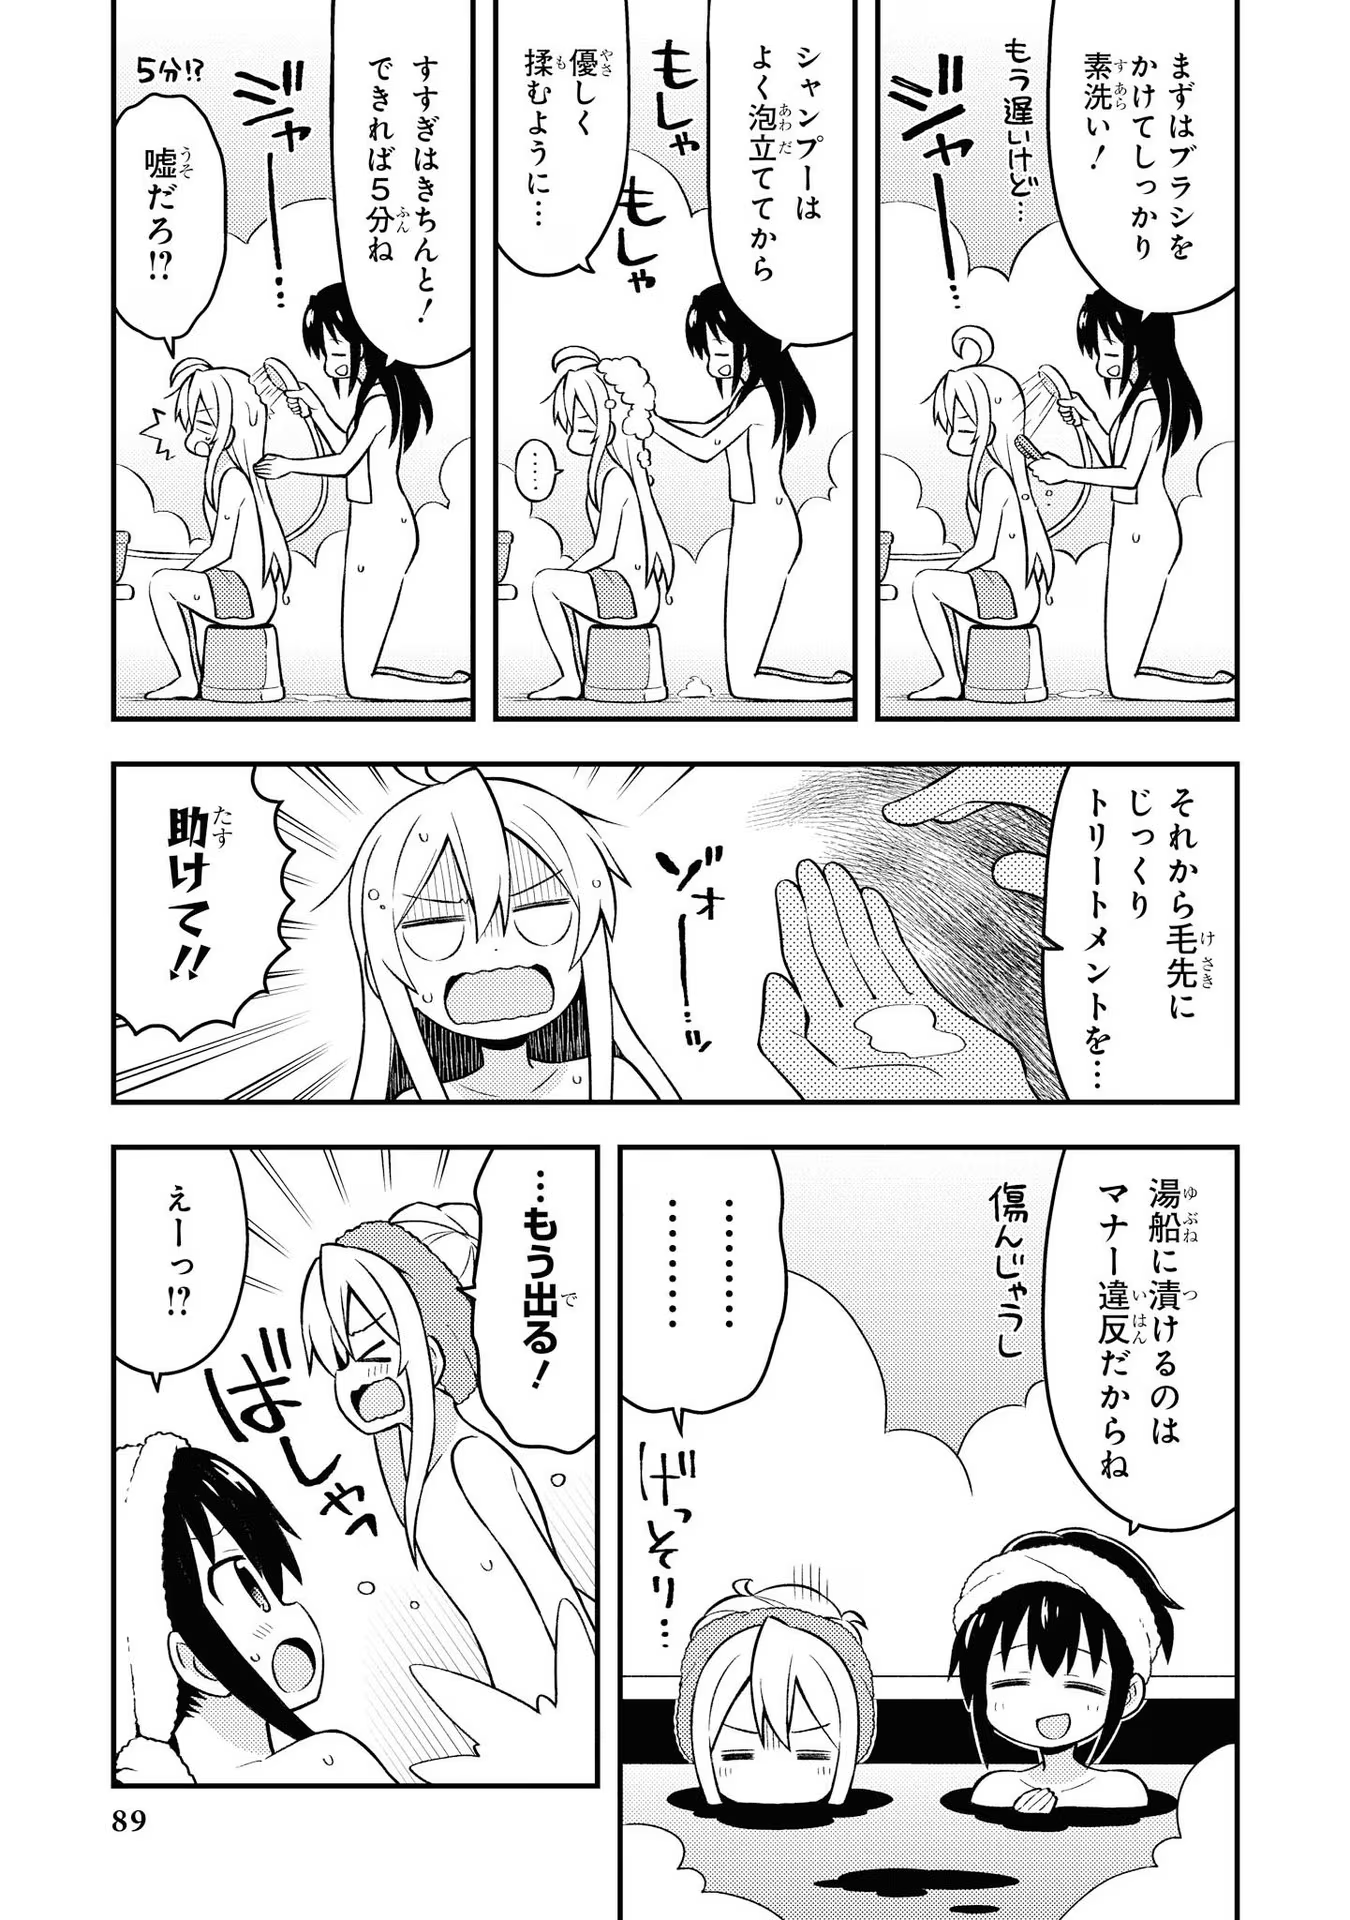 まずはブラシを
かけてしっかり
素洗い！
もう遅いけど…
ジャーー…
シャンプーは
よく泡立ててから
優しく
揉むように…
もしゃ
もしゃ
……
すすぎはきちんと！
できれば５分ね
ジャーー…
5分!?
嘘だろ!?
それから毛先に
じっくり
トリートメントを…
ゾォーーッ…
助けて!!
湯船に漬けるのは
マナー違反だからね
傷んじゃうし
………
………
げっそり…
…もう出る！
ばしゃっ
えーっ!?
89